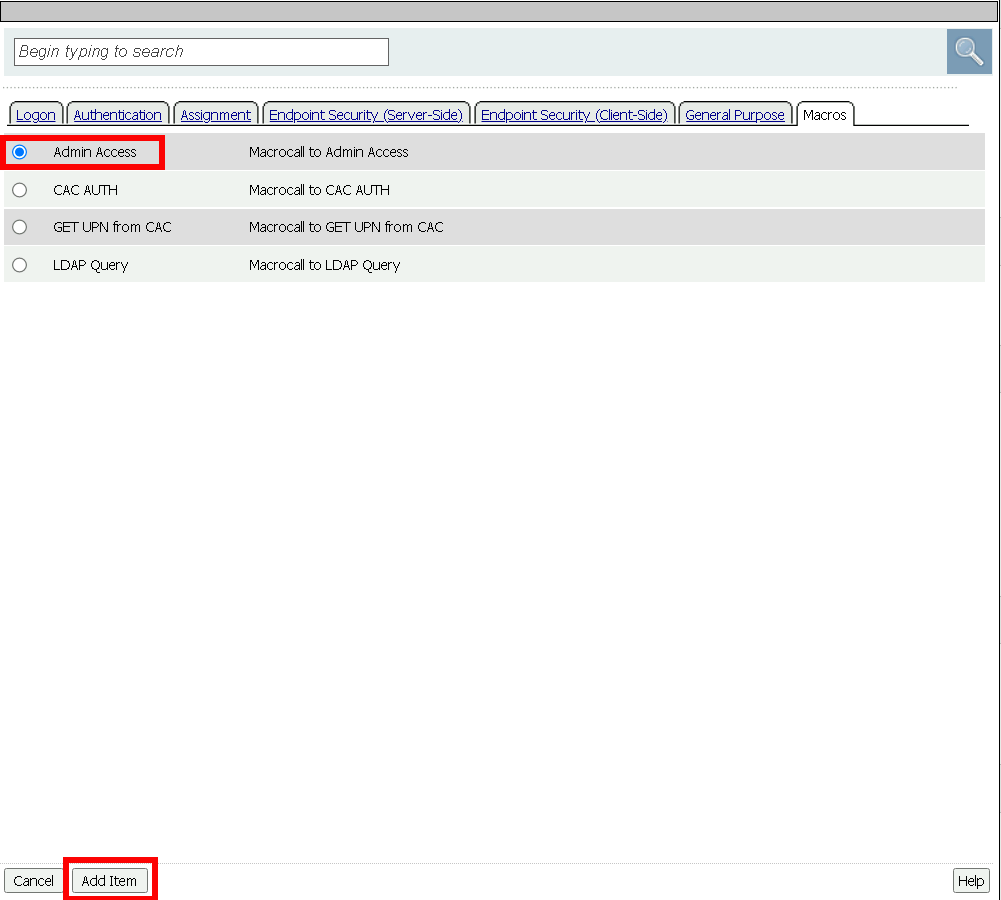 Begin typing to search
Logon Authentication Assignment Endpoint Security (Server-Side) Endpoint Security (Client-Side) General Purpose Macros
Admin Access Macrocall to Admin Access
CAC AUTH Macrocall to CAC AUTH
GET UPN from CAC Macrocall to GET UPN from CAC
LDAP Query Macrocall to LDAP Query
Cancel Add Item Help